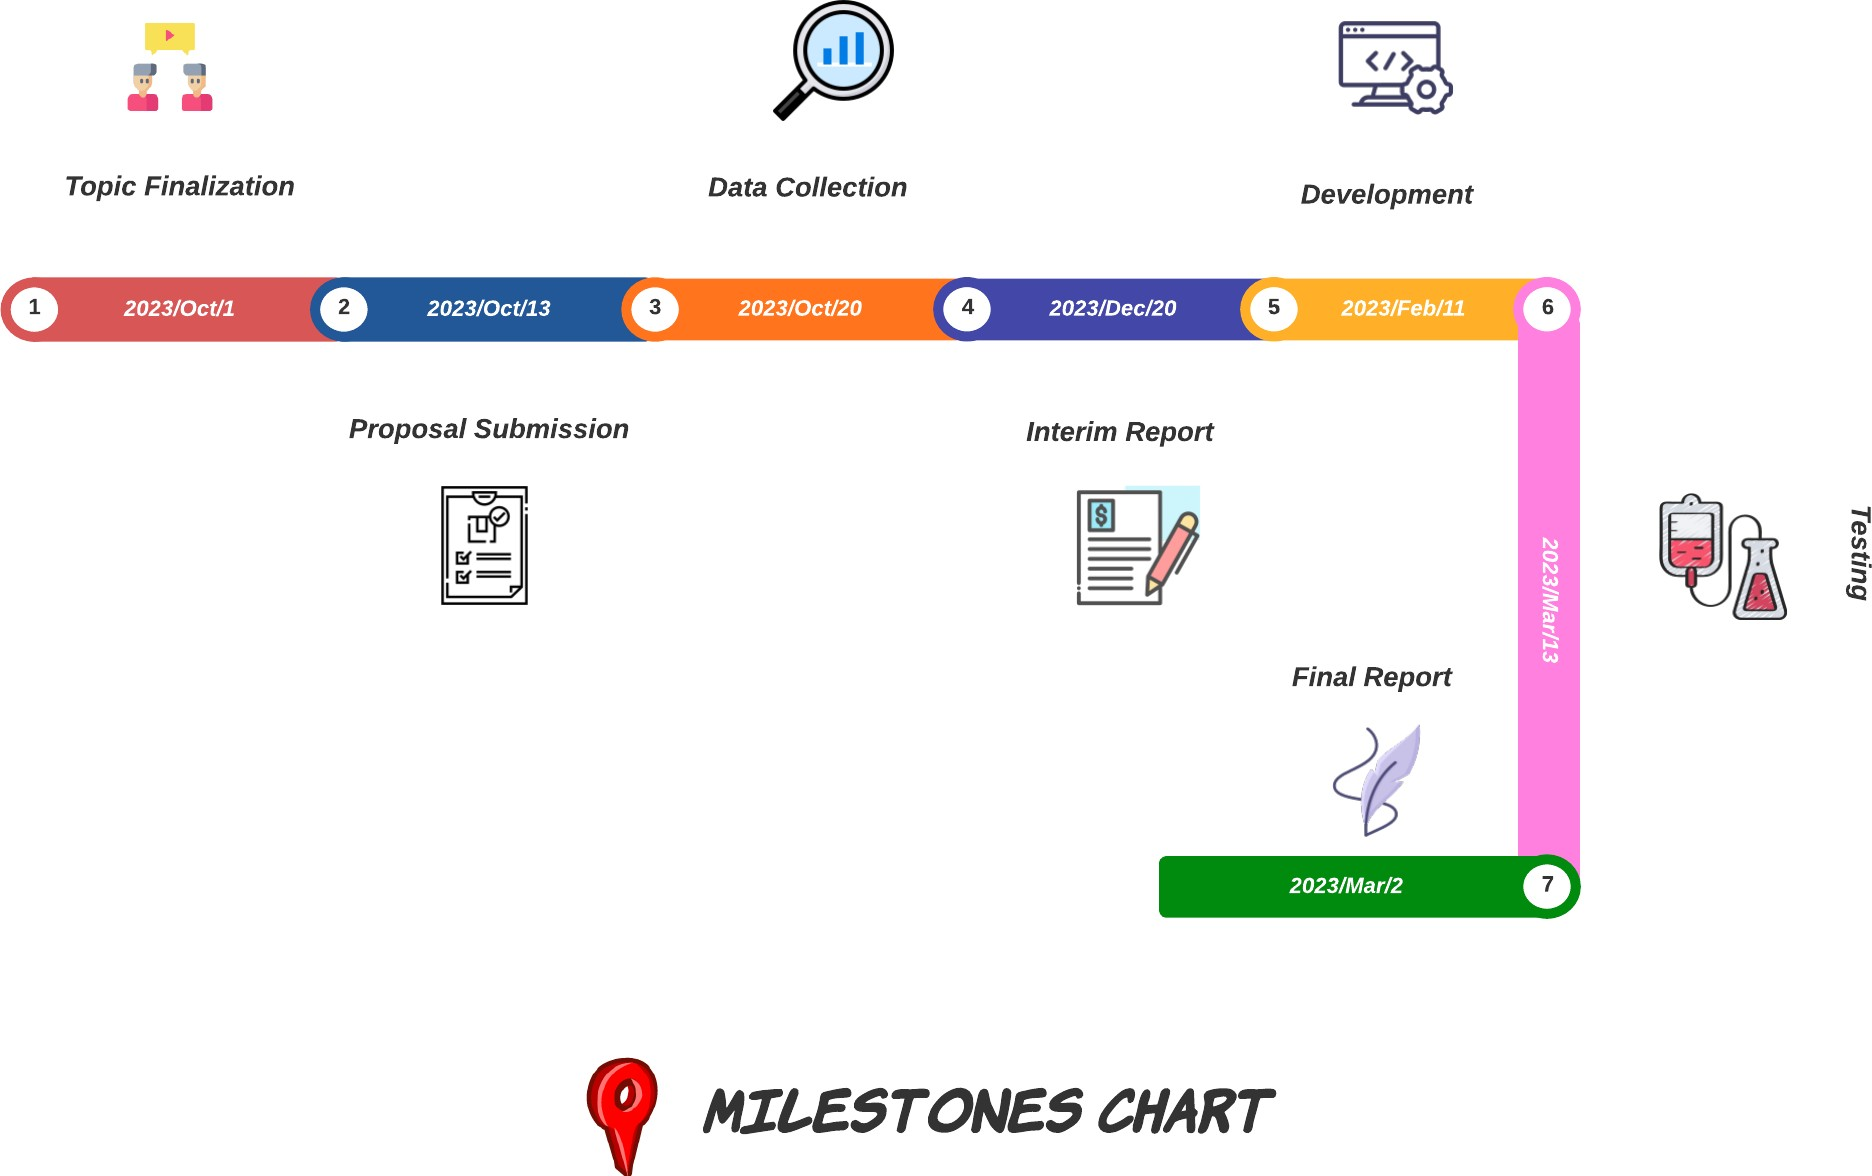 Topic Finalization
Data Collection
Development
1
2023/Oct/1
2
2023/Oct/13
3
2023/Oct/20
4
2023/Dec/20
5
2023/Feb/11
6
Proposal Submission
Interim Report
$
2023/Mar/13
Testing
Final Report
2023/Mar/2
7
MILESTONES CHART